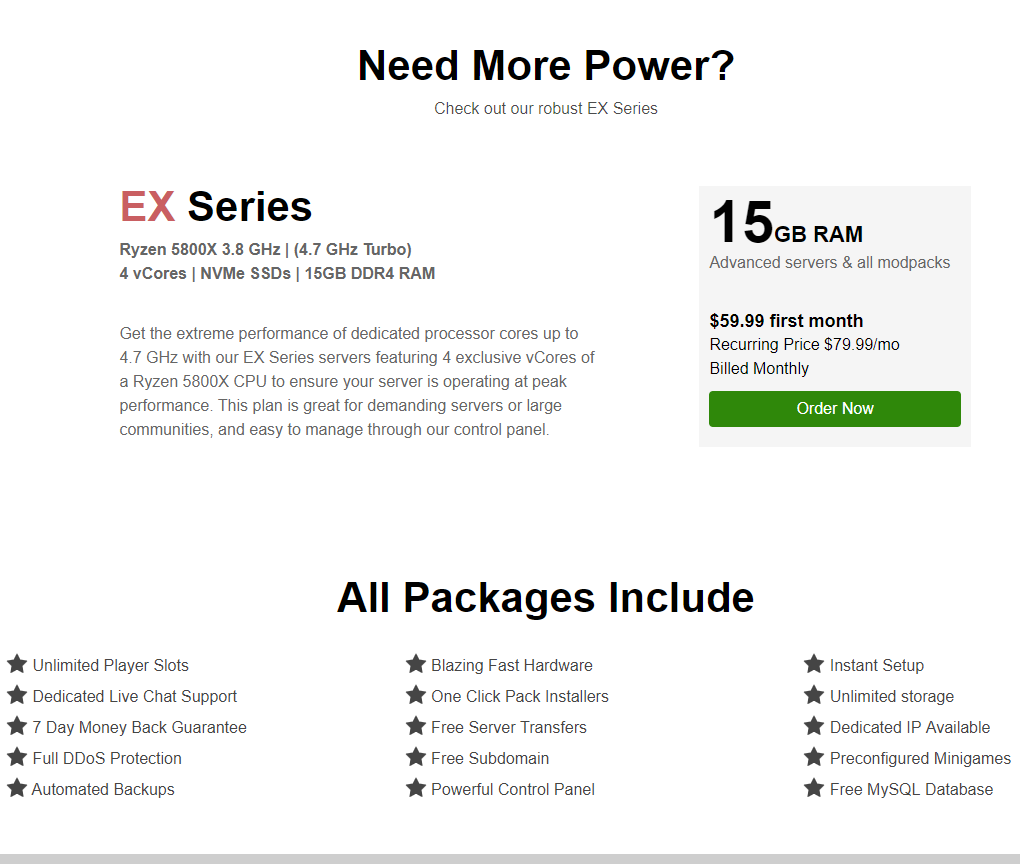 Need More Power?
Check out our robust EX Series
EX Series
Ryzen 5800X 3.8 GHz | (4.7 GHz Turbo)
4 vCores | NVMe SSDs | 15GB DDR4 RAM
Get the extreme performance of dedicated processor cores up to
4.7 GHz with our EX Series servers featuring 4 exclusive vCores of
a Ryzen 5800X CPU to ensure your server is operating at peak
performance. This plan is great for demanding servers or large
communities, and easy to manage through our control panel.
15GB RAM
Advanced servers & all modpacks
$59.99 first month
Recurring Price $79.99/mo
Billed Monthly
Order Now
All Packages Include
Unlimited Player Slots
Dedicated Live Chat Support
7 Day Money Back Guarantee
Full DDoS Protection
Automated Backups
Blazing Fast Hardware
One Click Pack Installers
Free Server Transfers
Free Subdomain
Powerful Control Panel
Instant Setup
Unlimited storage
Dedicated IP Available
Preconfigured Minigames
Free MySQL Database